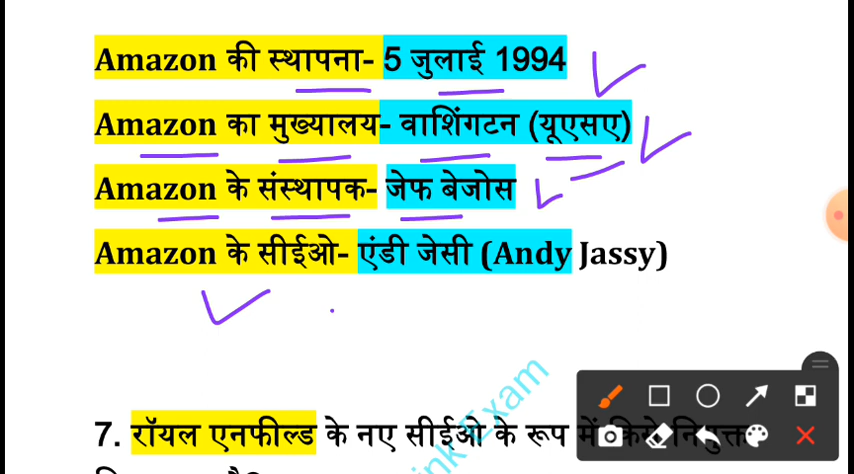 Amazon की स्थापना- 5 जुलाई 1994
Amazon का मुख्यालय- वाशिंगटन (यूएसए)
Amazon के संस्थापक- जेफ बेजोस
Amazon के सीईओ- एंडी जेसी (Andy Jassy)
7. रॉयल एनफील्ड के नए सीईओ के रूप में किसे नियुक्त
Exam